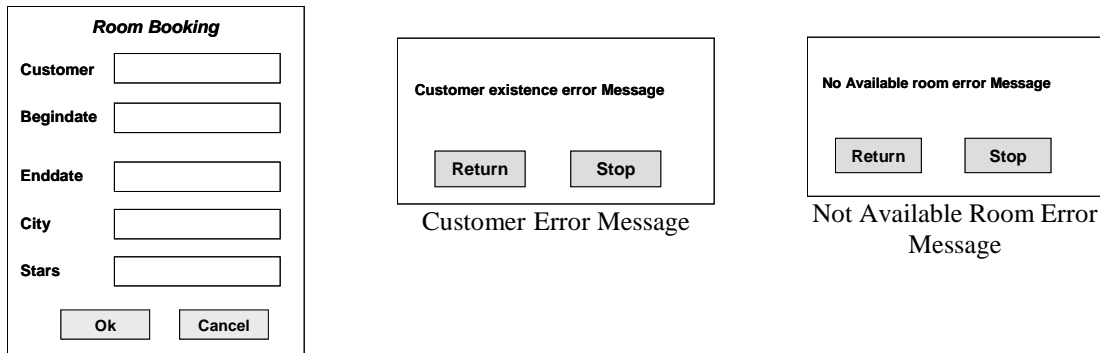 Room Booking
Customer
Begindate
Enddate
City
Stars
Ok Cancel
Customer existence error Message
Return Stop
Customer Error Message
No Available room error Message
Return Stop
Not Available Room Error
Message